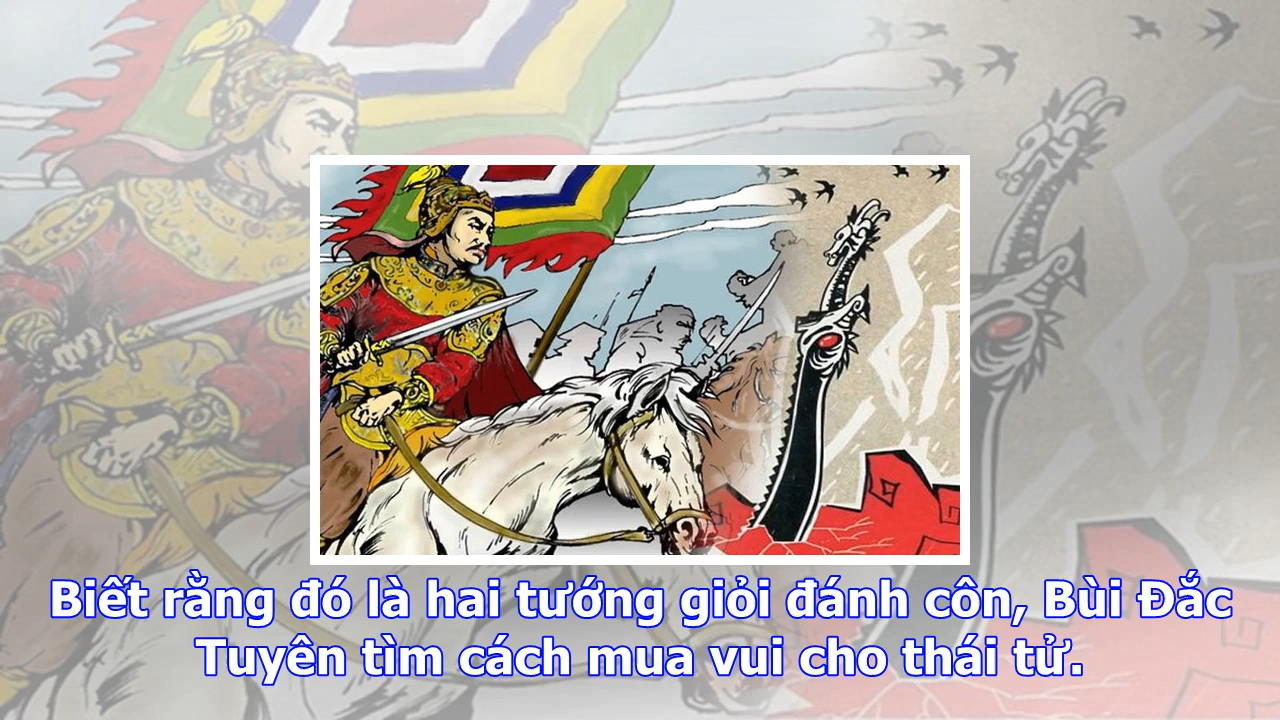 Biết rằng đó là hai tướng giỏi đánh côn, Bùi Đắc
Tuyên tìm cách mua vui cho thái tử.